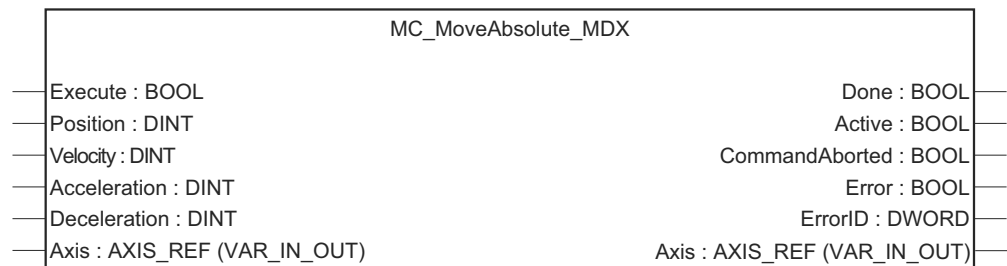 MC_MoveAbsolute_MDX
Execute : BOOL Done : BOOL
Position : DINT Active : BOOL
Velocity : DINT CommandAborted : BOOL
Acceleration : DINT Error : BOOL
Deceleration : DINT ErrorID : DWORD
Axis : AXIS_REF (VAR_IN_OUT) Axis : AXIS_REF (VAR_IN_OUT)